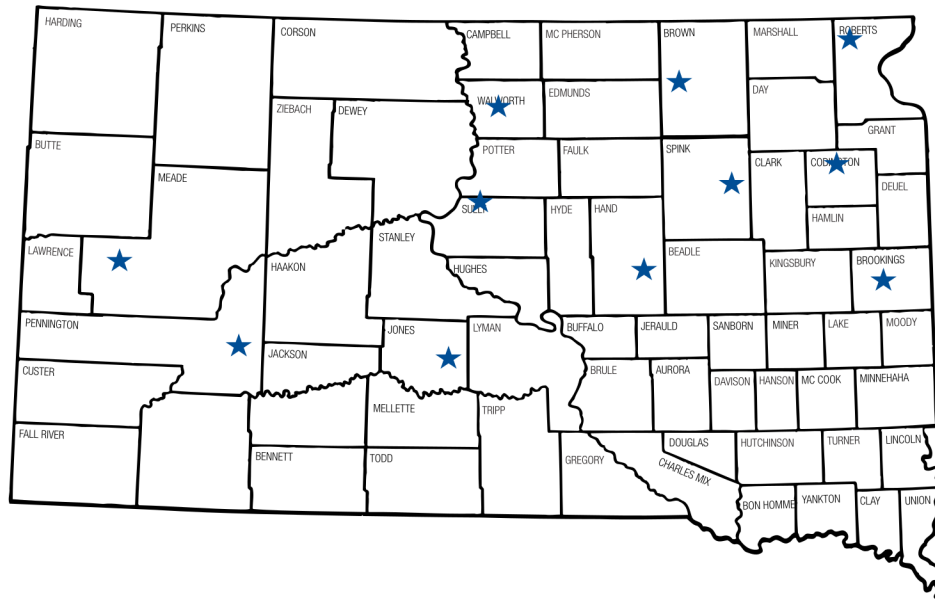 HARDING
PERKINS
CORSON
CAMPBELL
MC PHERSON
BROWN
MARSHALL
ROBERTS
ZIEBACH
DEWEY
WALWORTH
EDMUNDS
DAY
GRANT
BUTTE
MEADE
POTTER
FAULK
SPINK
CLARK
CODINGTON
DEUEL
SULLY
HYDE
HAND
HAMLIN
LAWRENCE
STANLEY
HAAKON
HUGHES
BEADLE
KINGSBURY
BROOKINGS
PENNINGTON
JONES
LYMAN
BUFFALO
JERAULD
SANBORN
MINER
LAKE
MOODY
JACKSON
CUSTER
BRULE
AURORA
DAVISON
HANSON
MC COOK
MINNEHAHA
MELLETTE
TRIPP
FALL RIVER
BENNETT
TODD
GREGORY
DOUGLAS
CHARLES MIX
HUTCHINSON
TURNER
LINCOLN
BON HOMME
YANKTON
CLAY
UNION